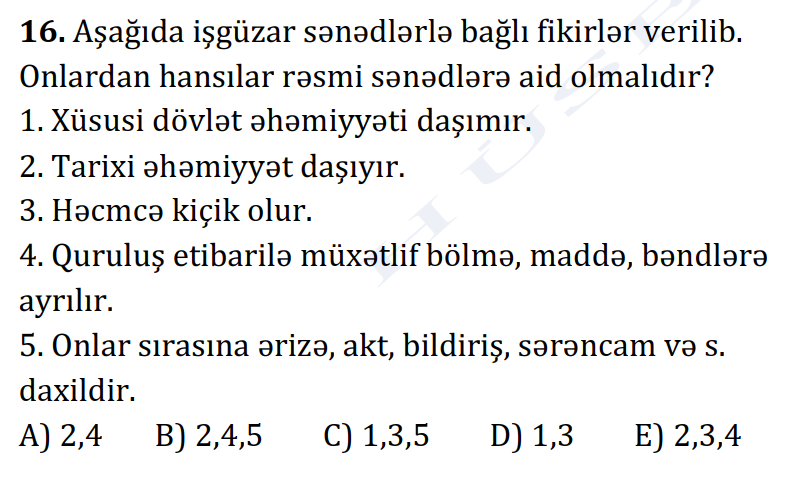 16. Aşağıda işgüzar sənədlərlə bağlı fikirlər verilib.
Onlardan hansılar rəsmi sənədlərə aid olmalıdır?
1. Xüsusi dövlət əhəmiyyəti daşımır.
2. Tarixi əhəmiyyət daşıyır.
3. Həcmcə kiçik olur.
4. Quruluş etibarilə müxətlif bölmə, maddə, bəndlərə
ayrılır.
5. Onlar sırasına ərizə, akt, bildiriş, sərəncam və s.
daxildir.
A) 2,4 B) 2,4,5 C) 1,3,5 D) 1,3 E) 2,3,4